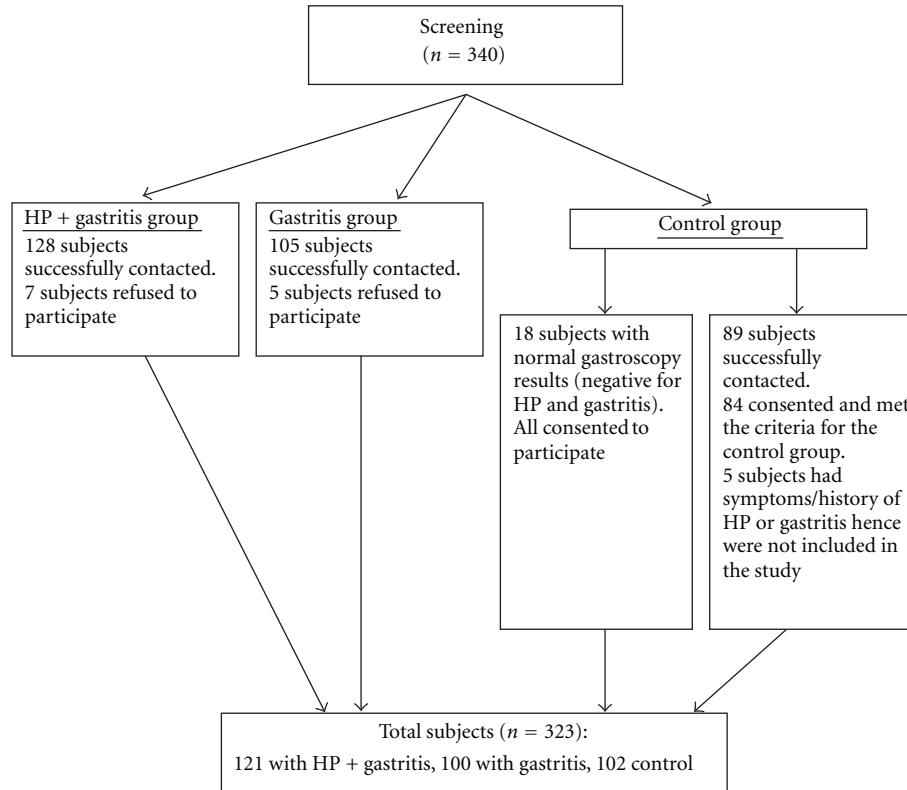 Screening
(n = 340)
HP + gastritis group
128 subjects
successfully contacted.
7 subjects refused to
participate
Gastritis group
105 subjects
successfully contacted.
5 subjects refused to
participate
Control group
18 subjects with
normal gastroscopy
results (negative for
HP and gastritis).
All consented to
participate
89 subjects
successfully
contacted.
84 consented and met
the criteria for the
control group.
5 subjects had
symptoms/history of
HP or gastritis hence
were not included in
the study
Total subjects (n = 323):
121 with HP + gastritis, 100 with gastritis, 102 control